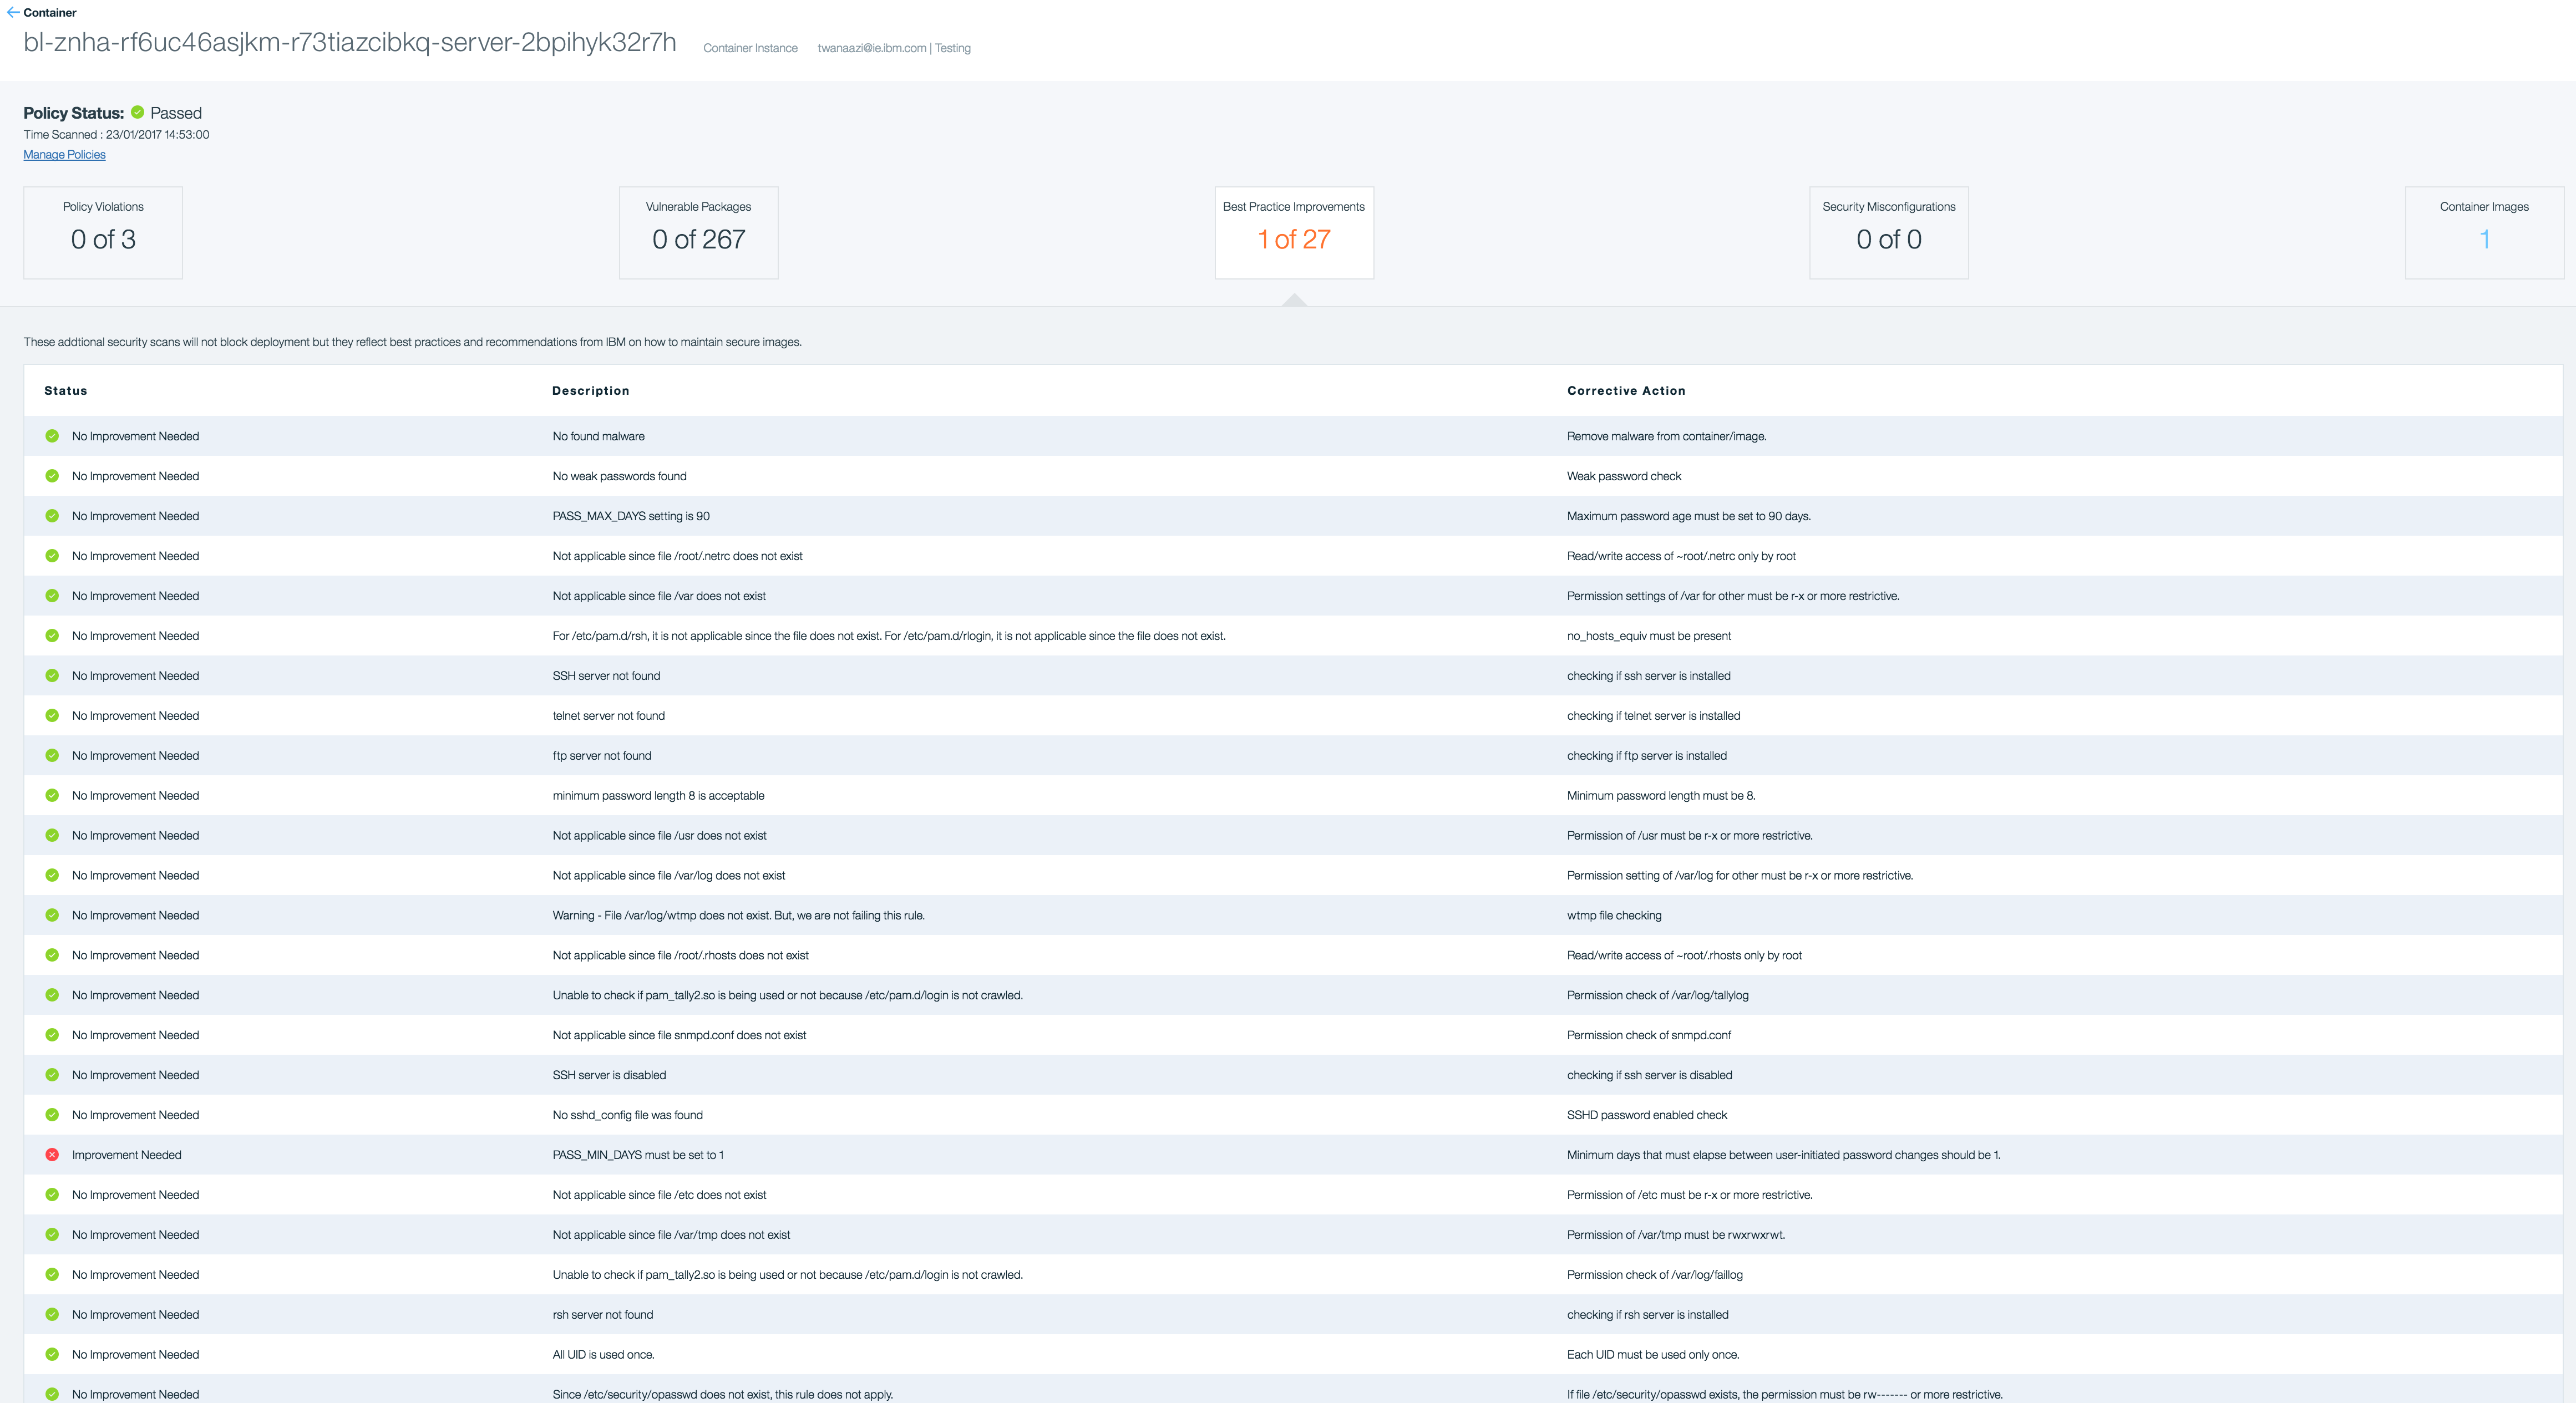 Container
bl-znha-rf6uc46asjkm-r73tiazcibkq-server-2bpihyk32r7h Container Instance twanaazi@ie.ibm.com | Testing
Policy Status: Passed
Time Scanned : 23/01/2017 14:53:00
Manage Policies
Policy Violations
0 of 3
Vulnerable Packages
0 of 267
Best Practice Improvements
1 of 27
Security Misconfigurations
0 of 0
Container Images
1
These addtional security scans will not block deployment but they reflect best practices and recommendations from IBM on how to maintain secure images.
Status Description Corrective Action
No Improvement Needed No found malware Remove malware from container/image.
No Improvement Needed No weak passwords found Weak password check
No Improvement Needed PASS_MAX_DAYS setting is 90 Maximum password age must be set to 90 days.
No Improvement Needed Not applicable since file /root/.netrc does not exist Read/write access of ~root/.netrc only by root
No Improvement Needed Not applicable since file /var does not exist Permission settings of /var for other must be r-x or more restrictive.
No Improvement Needed For /etc/pam.d/rsh, it is not applicable since the file does not exist. For /etc/pam.d/rlogin, it is not applicable since the file does not exist. no_hosts_equiv must be present
No Improvement Needed SSH server not found checking if ssh server is installed
No Improvement Needed telnet server not found checking if telnet server is installed
No Improvement Needed ftp server not found checking if ftp server is installed
No Improvement Needed minimum password length 8 is acceptable Minimum password length must be 8.
No Improvement Needed Not applicable since file /usr does not exist Permission of /usr must be r-x or more restrictive.
No Improvement Needed Not applicable since file /var/log does not exist Permission setting of /var/log for other must be r-x or more restrictive.
No Improvement Needed Warning - File /var/log/wtmp does not exist. But, we are not failing this rule. wtmp file checking
No Improvement Needed Not applicable since file /root/.rhosts does not exist Read/write access of ~root/.rhosts only by root
No Improvement Needed Unable to check if pam_tally2.so is being used or not because /etc/pam.d/login is not crawled. Permission check of /var/log/tallylog
No Improvement Needed Not applicable since file snmpd.conf does not exist Permission check of snmpd.conf
No Improvement Needed SSH server is disabled checking if ssh server is disabled
No Improvement Needed No sshd_config file was found SSHD password enabled check
Improvement Needed PASS_MIN_DAYS must be set to 1 Minimum days that must elapse between user-initiated password changes should be 1.
No Improvement Needed Not applicable since file /etc does not exist Permission of /etc must be r-x or more restrictive.
No Improvement Needed Not applicable since file /var/tmp does not exist Permission of /var/tmp must be rwxrwxrwt.
No Improvement Needed Unable to check if pam_tally2.so is being used or not because /etc/pam.d/login is not crawled. Permission check of /var/log/faillog
No Improvement Needed rsh server not found checking if rsh server is installed
No Improvement Needed All UID is used once. Each UID must be used only once.
No Improvement Needed Since /etc/security/opasswd does not exist, this rule does not apply. If file /etc/security/opasswd exists, the permission must be rw------- or more restrictive.